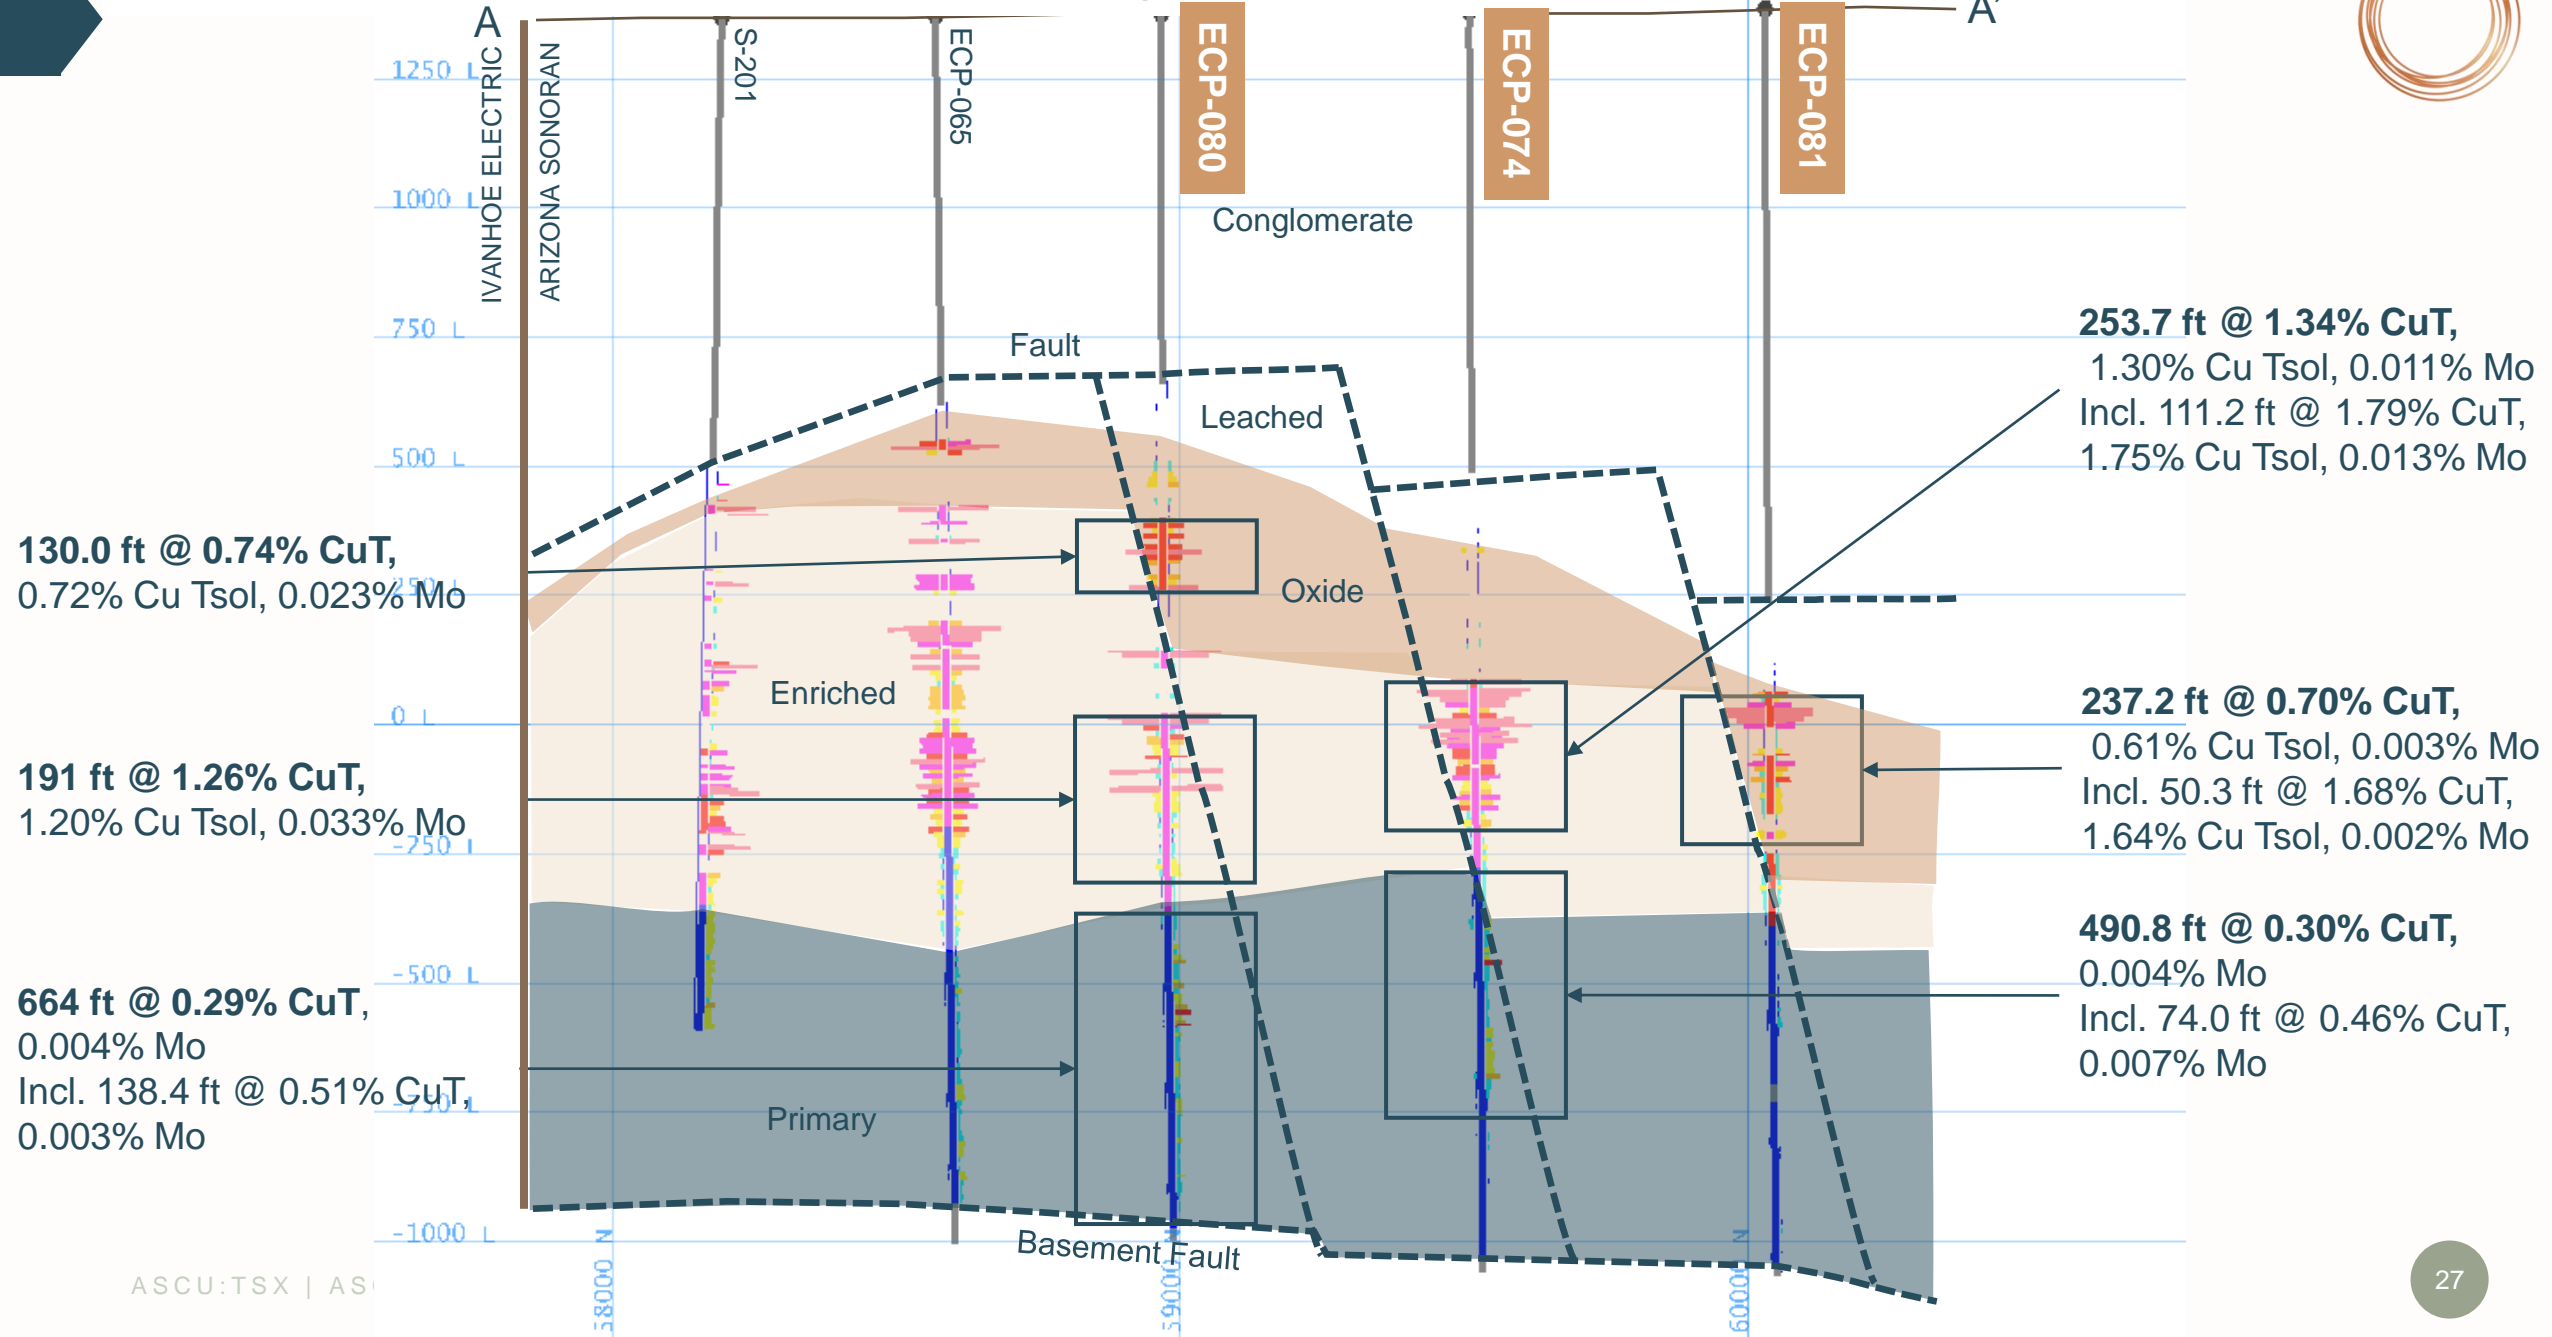 A
A'
IVANHOE ELECTRIC
ARIZONA SONORAN
S-201
ECP-065
ECP-080
ECP-074
ECP-081
1250 L
1000 L
750 L
500 L
0 L
-250 L
-500 L
-750 L
-1000 L
Conglomerate
Fault
Leached
Oxide
Enriched
Primary
Basement Fault
130.0 ft @ 0.74% CuT,
0.72% Cu Tsol, 0.023% Mo
191 ft @ 1.26% CuT,
1.20% Cu Tsol, 0.033% Mo
664 ft @ 0.29% CuT,
0.004% Mo
Incl. 138.4 ft @ 0.51% CuT,
0.003% Mo
253.7 ft @ 1.34% CuT,
1.30% Cu Tsol, 0.011% Mo
Incl. 111.2 ft @ 1.79% CuT,
1.75% Cu Tsol, 0.013% Mo
237.2 ft @ 0.70% CuT,
0.61% Cu Tsol, 0.003% Mo
Incl. 50.3 ft @ 1.68% CuT,
1.64% Cu Tsol, 0.002% Mo
490.8 ft @ 0.30% CuT,
0.004% Mo
Incl. 74.0 ft @ 0.46% CuT,
0.007% Mo
60000 N
ASCU:TSX |
27